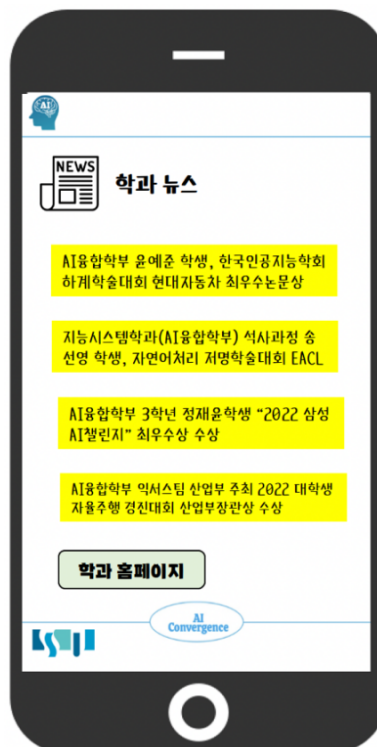 AI
NEWS
학과 뉴스
AI융합학부 윤예준 학생, 한국인공지능학회
하계학술대회 현대자동차 최우수논문상
지능시스템학과(AI융합학부) 석사과정 송
선영 학생, 자연어처리 저명학술대회 EACL
AI융합학부 3학년 정재윤학생 “2022 삼성
AI챌린지” 최우수상 수상
AI융합학부 익서스팀 산업부 주최 2022 대학생
자율주행 경진대회 산업부장관상 수상
학과 홈페이지
AI
Convergence